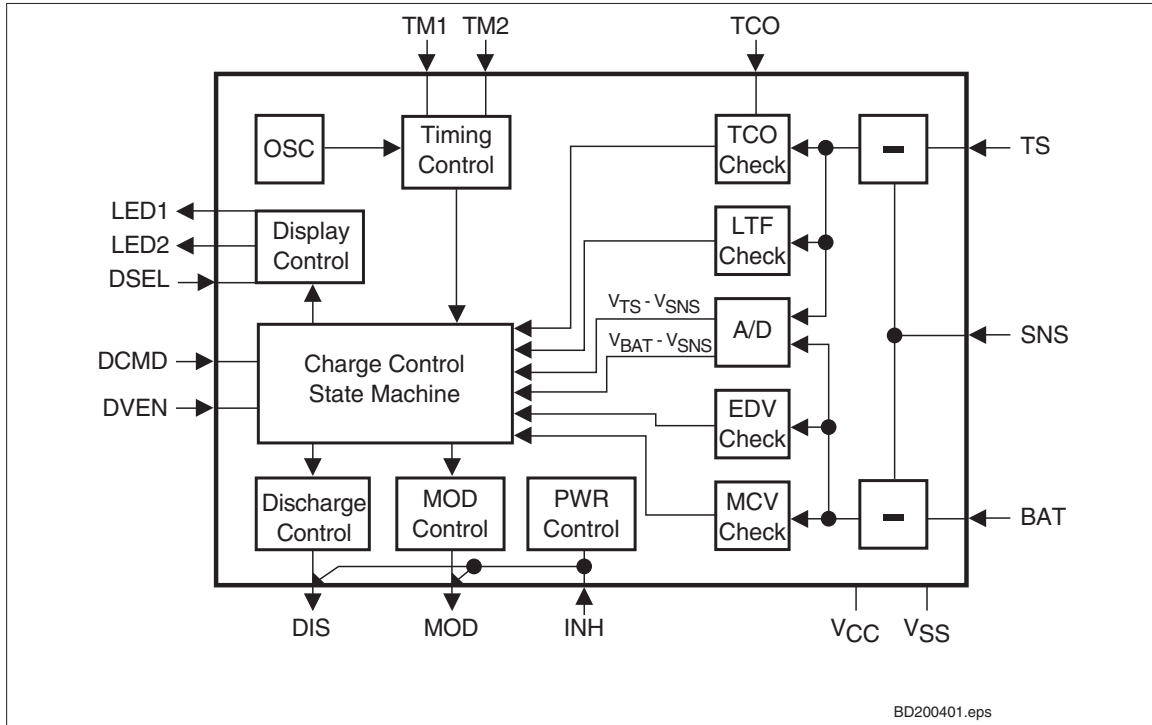 TM1 TM2 TCO
OSC
Timing
Control
TCO
Check
TS
LED1
LED2
DSEL
Display
Control
LTF
Check
VTS - VSNS
VBAT - VSNS
A/D
SNS
DCMD
DVEN
Charge Control
State Machine
EDV
Check
Discharge
Control
MOD
Control
PWR
Control
MCV
Check
BAT
DIS MOD INH VCC VSS
BD200401.eps